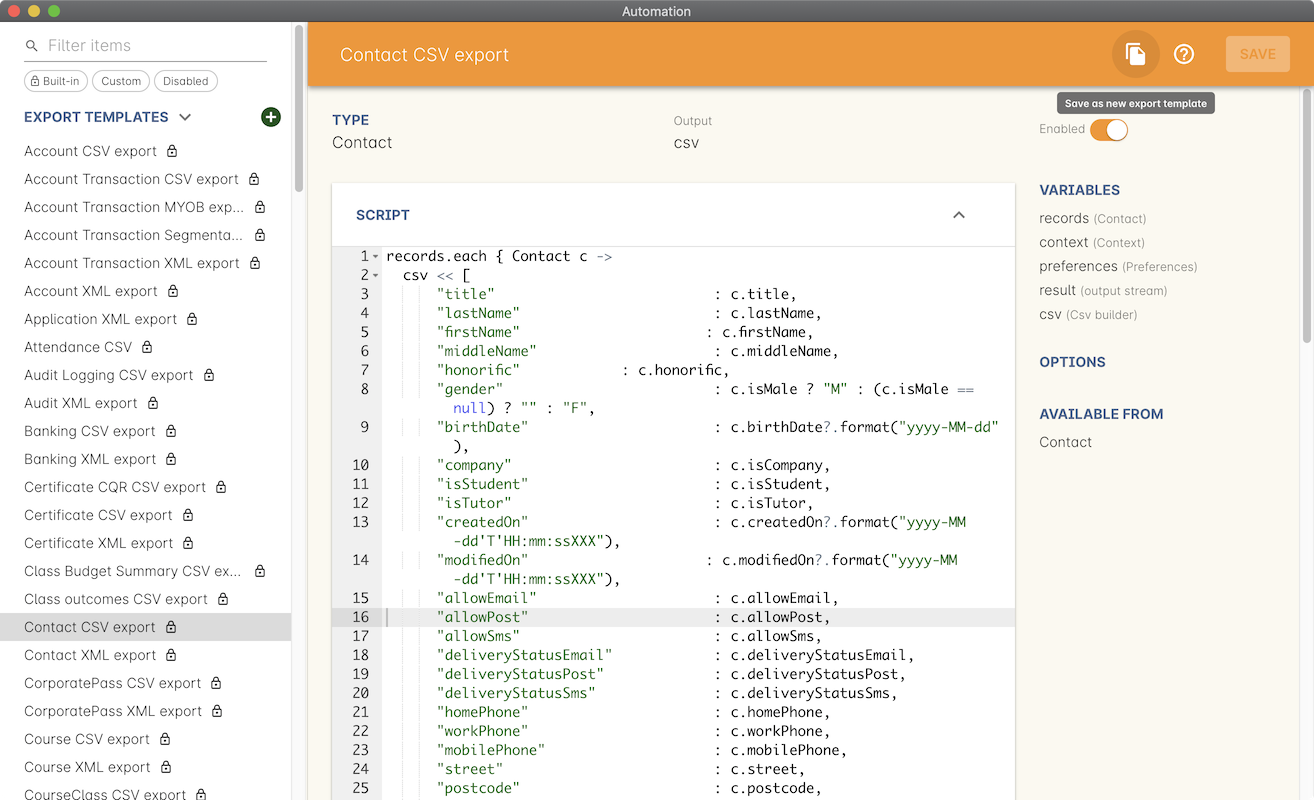 Automation
Filter items
Built-in Custom Disabled
EXPORT TEMPLATES
Account CSV export
Account Transaction CSV export
Account Transaction MYOB exp...
Account Transaction Segmenta...
Account Transaction XML export
Account XML export
Application XML export
Attendance CSV
Audit Logging CSV export
Audit XML export
Banking CSV export
Banking XML export
Certificate CQR CSV export
Certificate CSV export
Certificate XML export
Class Budget Summary CSV ex...
Class outcomes CSV export
Contact CSV export
Contact XML export
CorporatePass CSV export
CorporatePass XML export
Course CSV export
Course XML export
CourseClass CSV export
Contact CSV export
SAVE
Save as new export template
TYPE
Contact
Output
csv
Enabled
SCRIPT
1 records.each { Contact c ->
2 csv << [
3 "title" : c.title,
4 "lastName" : c.lastName,
5 "firstName" : c.firstName,
6 "middleName" : c.middleName,
7 "honorific" : c.honorific,
8 "gender" : c.isMale ? "M" : (c.isMale ==
null) ? "" : "F",
9 "birthDate" : c.birthDate?.format("yyyy-MM-dd"
),
10 "company" : c.isCompany,
11 "isStudent" : c.isStudent,
12 "isTutor" : c.isTutor,
13 "createdOn" : c.createdOn?.format("yyyy-MM
-dd'T'HH:mm:ssXXX"),
14 "modifiedOn" : c.modifiedOn?.format("yyyy-MM
-dd'T'HH:mm:ssXXX"),
15 "allowEmail" : c.allowEmail,
16 "allowPost" : c.allowPost,
17 "allowSms" : c.allowSms,
18 "deliveryStatusEmail" : c.deliveryStatusEmail,
19 "deliveryStatusPost" : c.deliveryStatusPost,
20 "deliveryStatusSms" : c.deliveryStatusSms,
21 "homePhone" : c.homePhone,
22 "workPhone" : c.workPhone,
23 "mobilePhone" : c.mobilePhone,
24 "street" : c.street,
25 "postcode" : c.postcode,
VARIABLES
records (Contact)
context (Context)
preferences (Preferences)
result (output stream)
csv (Csv builder)
OPTIONS
AVAILABLE FROM
Contact